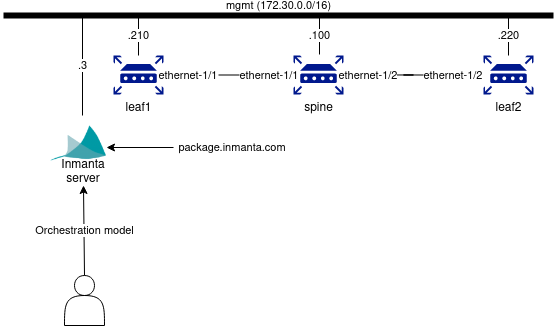 mgmt (172.30.0.0/16)
.210
.100
.220
.3
ethernet-1/1
ethernet-1/1
ethernet-1/2
ethernet-1/2
leaf1
spine
leaf2
package.inmanta.com
Inmanta
server
Orchestration model